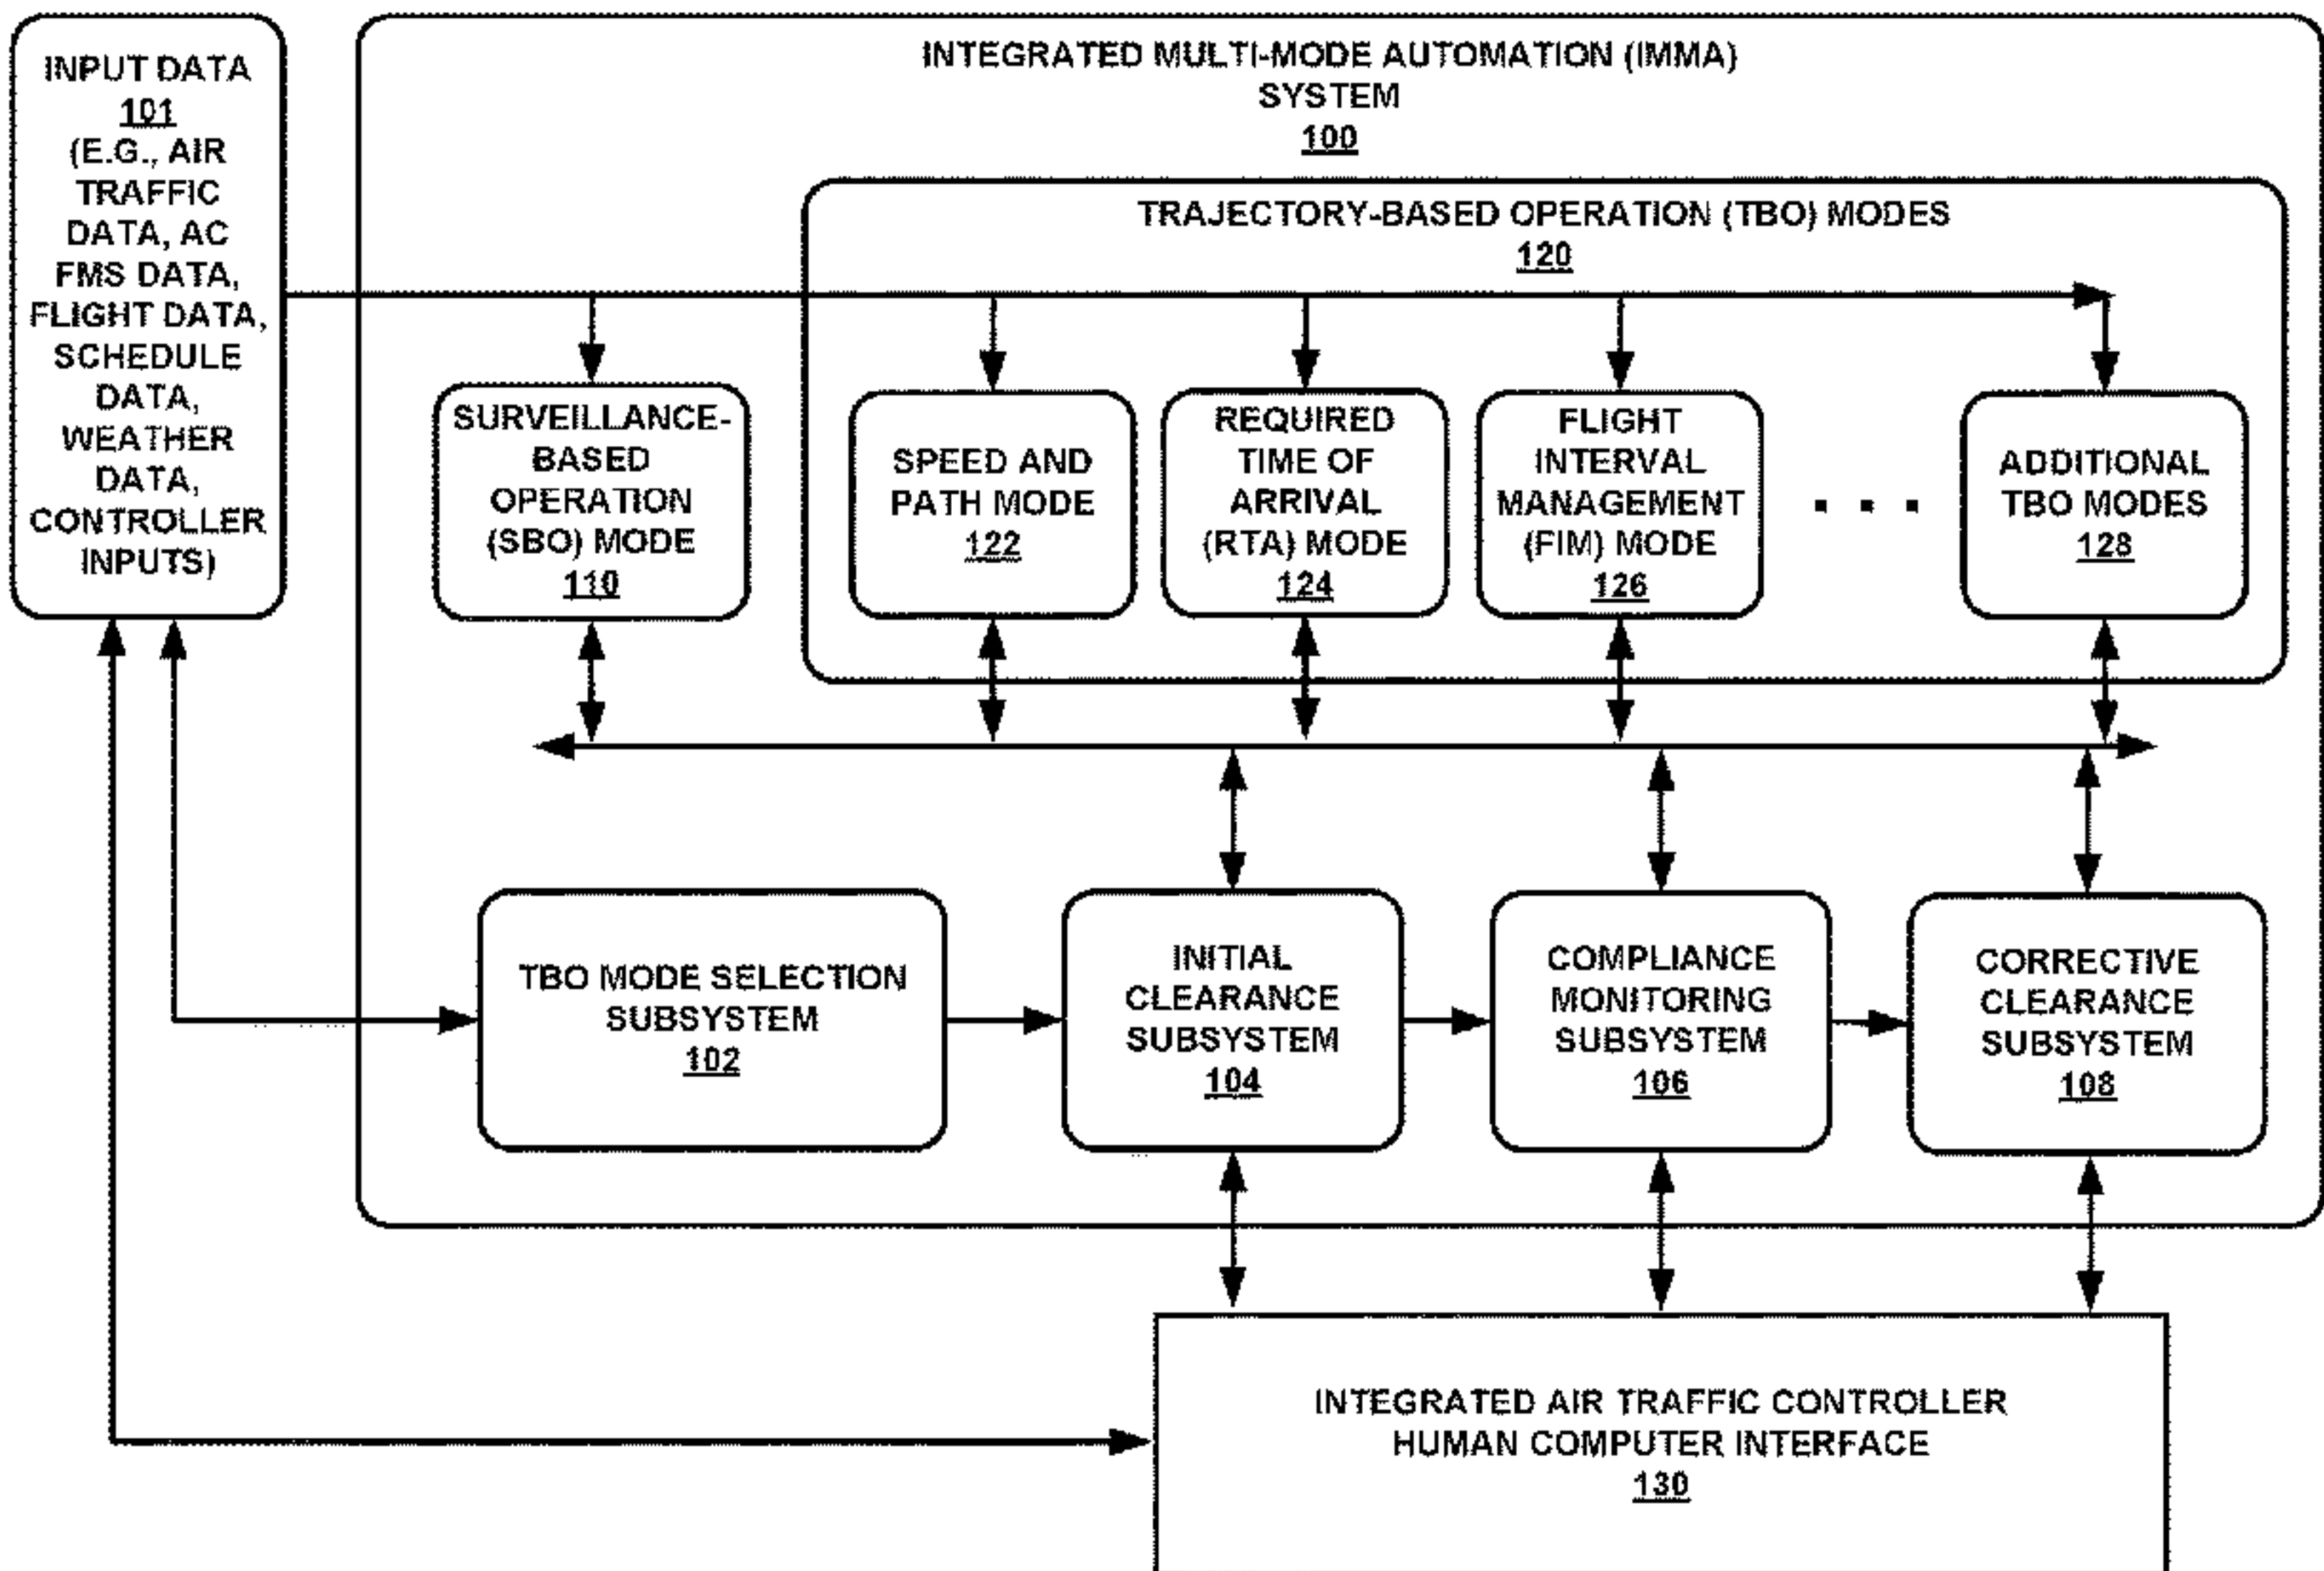 INPUT DATA
101
(E.G., AIR
TRAFFIC
DATA, AC
FMS DATA,
FLIGHT DATA,
SCHEDULE
DATA,
WEATHER
DATA,
CONTROLLER
INPUTS)
INTEGRATED MULTI-MODE AUTOMATION (IMMA)
SYSTEM
100
TRAJECTORY-BASED OPERATION (TBO) MODES
120
SURVEILLANCE-
BASED
OPERATION
(SBO) MODE
110
SPEED AND
PATH MODE
122
REQUIRED
TIME OF
ARRIVAL
(RTA) MODE
124
FLIGHT
INTERVAL
MANAGEMENT
(FIM) MODE
126
. . .
ADDITIONAL
TBO MODES
128
TBO MODE SELECTION
SUBSYSTEM
102
INITIAL
CLEARANCE
SUBSYSTEM
104
COMPLIANCE
MONITORING
SUBSYSTEM
106
CORRECTIVE
CLEARANCE
SUBSYSTEM
108
INTEGRATED AIR TRAFFIC CONTROLLER
HUMAN COMPUTER INTERFACE
130